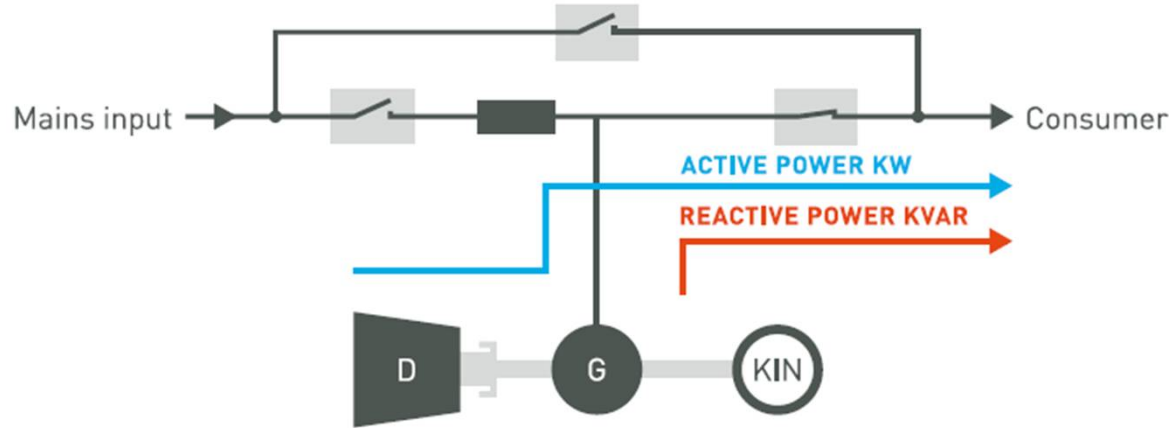 Mains input
Consumer
ACTIVE POWER KW
REACTIVE POWER KVAR
D
G
KIN